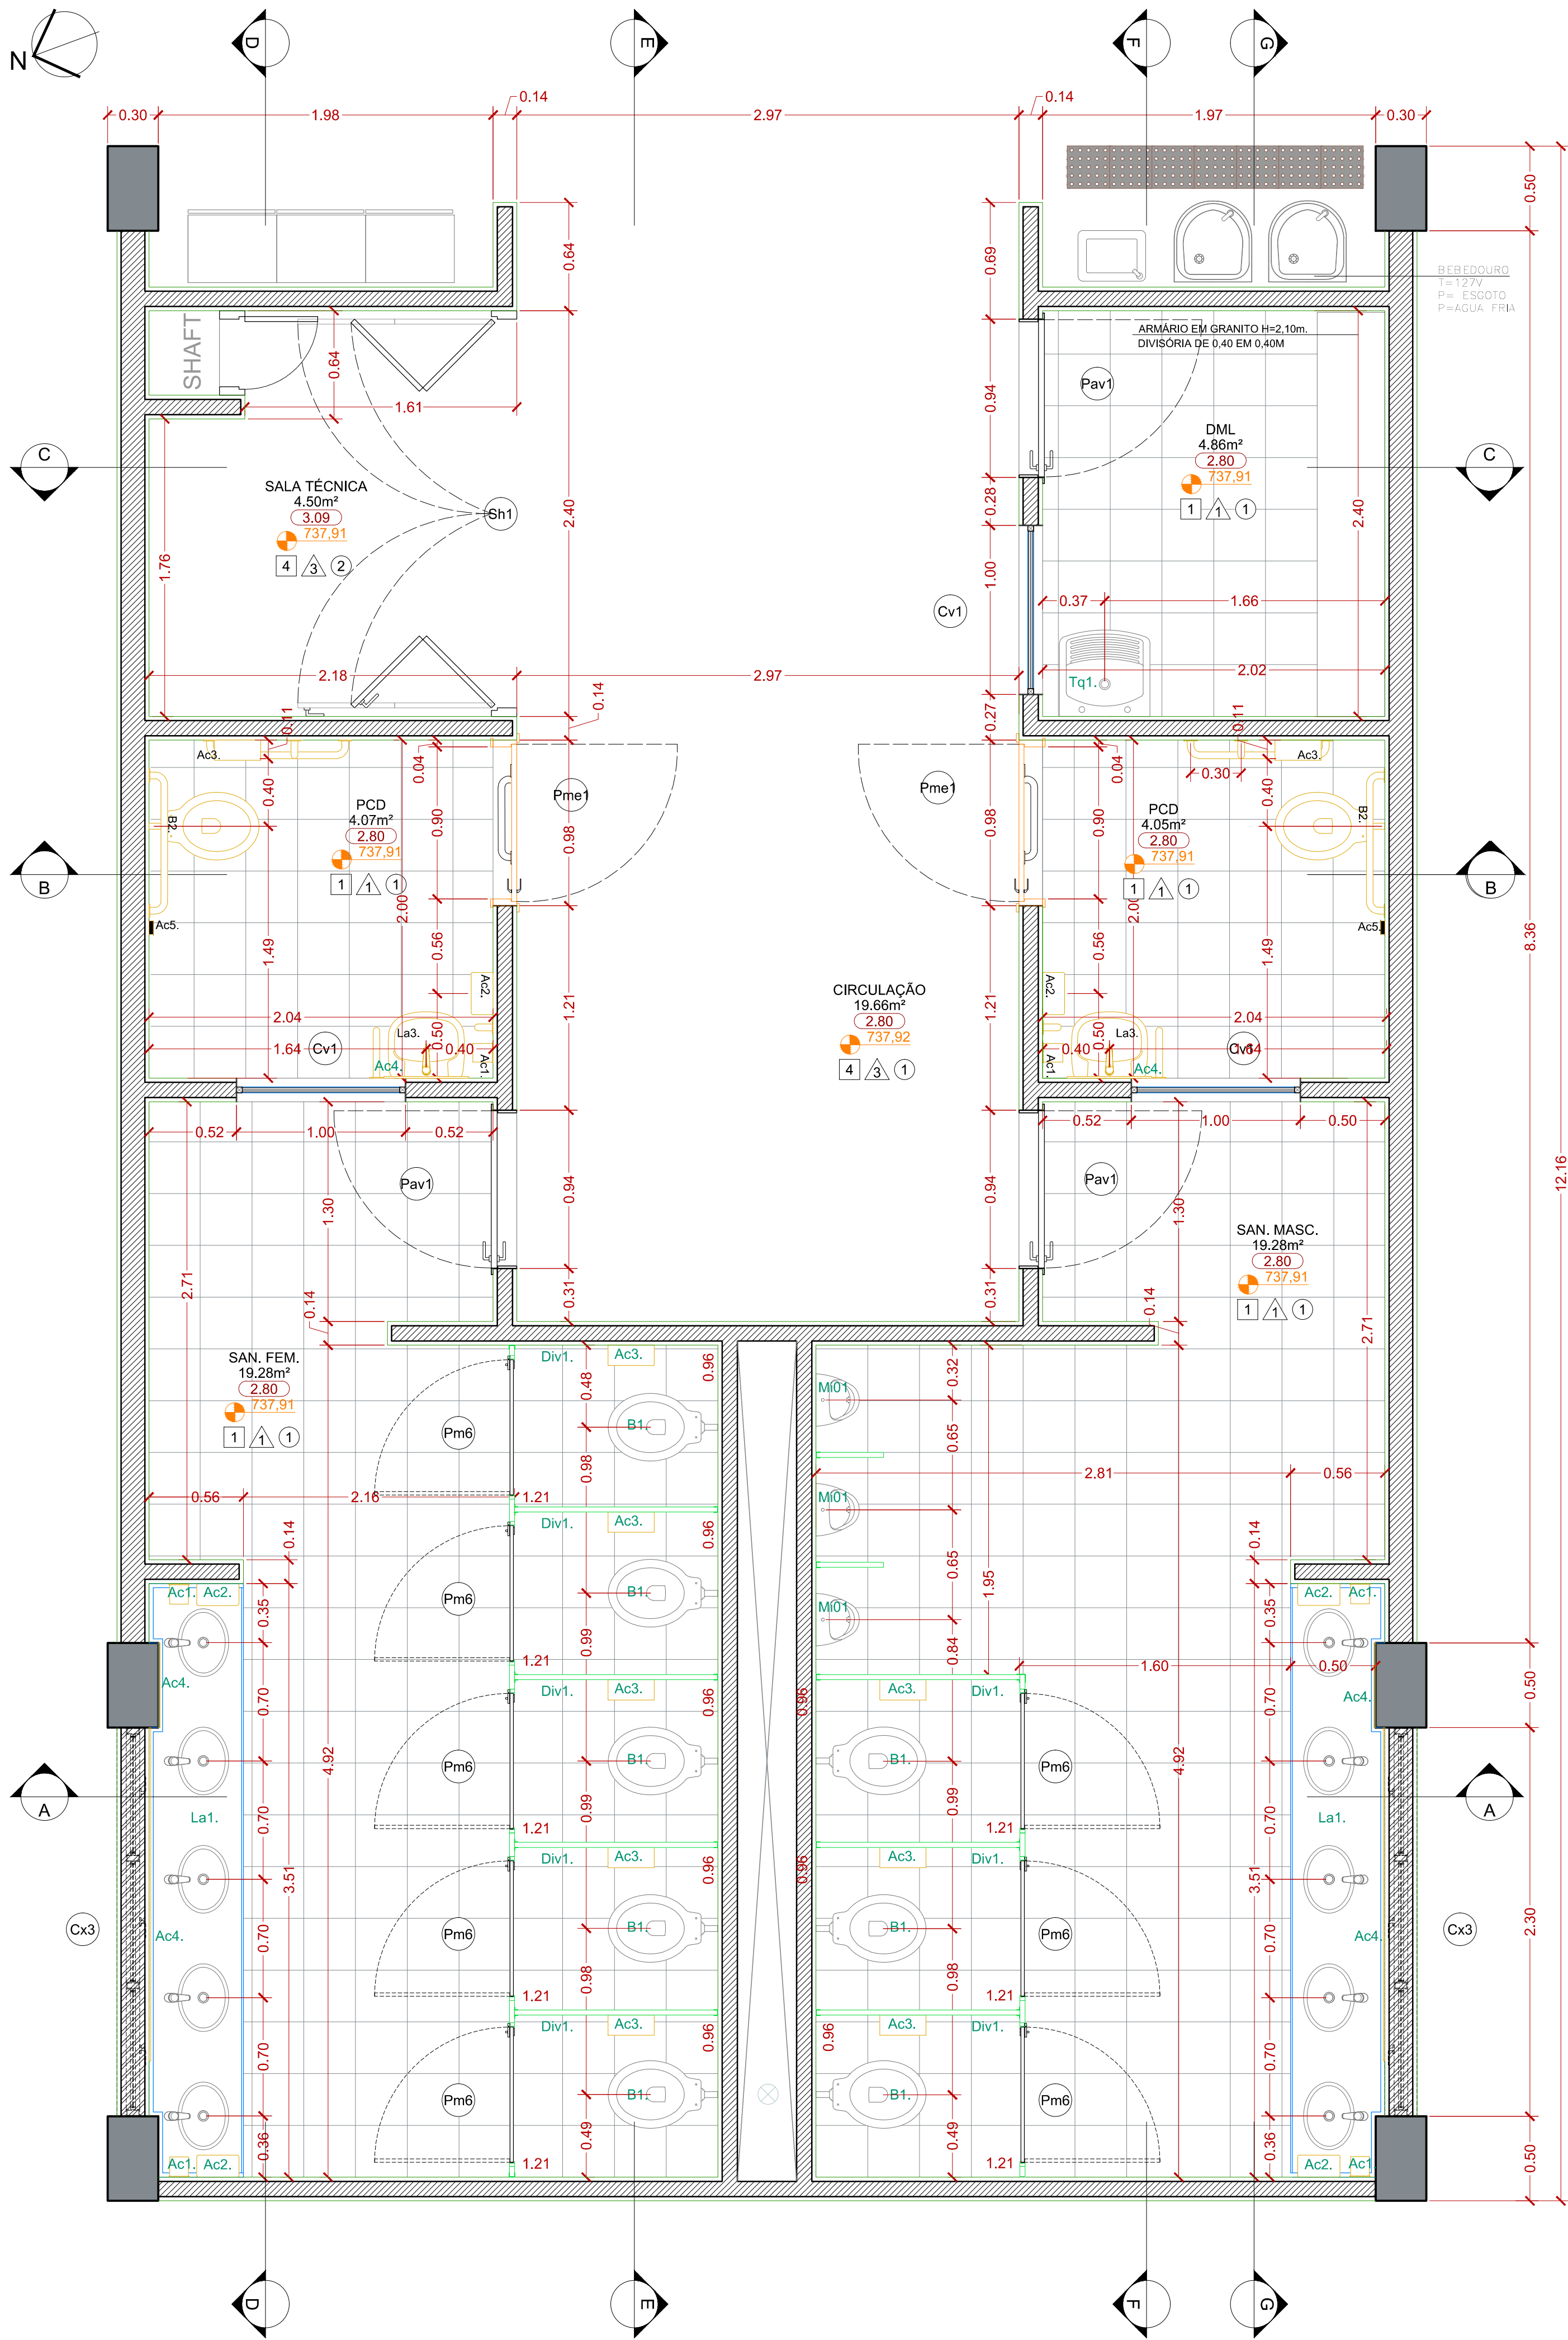 N
D
E
F
G
0.30
1.98
0.14
2.97
0.14
1.97
0.30
0.50
0.64
0.69
BEBEDOURO
T=127V
P= ESGOTO
P=AGUA FRIA
SHAFT
0.64
1.61
ARMÁRIO EM GRANITO H=2,10m.
DIVISÓRIA DE 0,40 EM 0,40M
Pav1
0.94
DML
4.86m²
2.80
737,91
1 1 1
C
C
SALA TÉCNICA
4.50m²
3.09
737,91
4 3 2
Sh1
2.40
0.28
2.40
1.76
1.00
Cv1
0.37
1.66
2.18
2.97
Tq1.
2.02
0.14
0.27
0.11
0.11
Ac3.
0.04
0.04
0.30
Ac3.
0.40
0.40
Pme1
Pme1
B2.
PCD
4.07m²
2.80
737,91
1 1 1
0.90
0.98
0.98
0.90
PCD
4.05m²
2.80
737,91
1 1 1
B2.
B
B
2.00
2.00
Ac5.
Ac5.
8.36
1.49
0.56
0.56
1.49
Ac2.
Ac2.
1.21
CIRCULAÇÃO
19.66m²
2.80
737,92
4 3 1
1.21
2.04
2.04
La3.
La3.
0.50
0.50
1.64
Cv1
0.40
0.40
Cv1
1.64
Ac4.
Ac1.
Ac1.
Ac4.
0.52
1.00
0.52
0.52
1.00
0.50
12.16
Pav1
Pav1
0.94
0.94
1.30
1.30
SAN. MASC.
19.28m²
2.80
737,91
1 1 1
2.71
2.71
0.14
0.31
0.31
0.14
SAN. FEM.
19.28m²
2.80
737,91
1 1 1
Div1.
Ac3.
0.96
0.48
0.32
Mi01
Pm6
B1.
0.65
0.98
2.81
0.56
0.56
2.16
1.21
Mi01
Div1.
Ac3.
0.96
0.14
0.14
0.65
1.95
Ac1.
Ac2.
0.35
Pm6
B1.
Mi01
Ac2.
Ac1.
0.35
0.99
0.84
1.21
1.60
0.50
0.50
Ac4.
Div1.
Ac3.
0.96
0.96
Ac3.
Div1.
Ac4.
0.70
0.70
4.92
Pm6
B1.
B1.
Pm6
4.92
A
A
La1.
1.21
0.99
0.99
1.21
La1.
0.70
0.70
Div1.
Ac3.
0.96
0.96
Ac3.
Div1.
3.51
3.51
Cx3
Ac4.
0.70
Pm6
B1.
B1.
Pm6
0.70
Ac4.
Cx3
2.30
0.98
0.98
1.21
1.21
Div1.
Ac3.
0.96
0.96
Ac3.
Div1.
0.70
0.70
Pm6
B1.
B1.
Pm6
0.36
0.49
0.49
0.36
Ac1.
Ac2.
1.21
1.21
Ac2.
Ac1
0.50
D
E
F
G